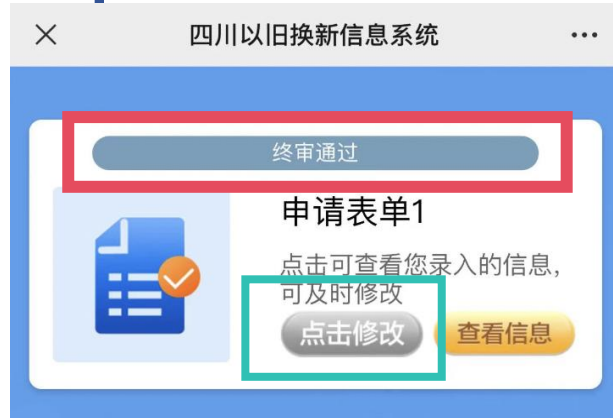 四川以旧换新信息系统
终审通过
申请表单1
点击可查看您录入的信息,
可及时修改
点击修改
查看信息